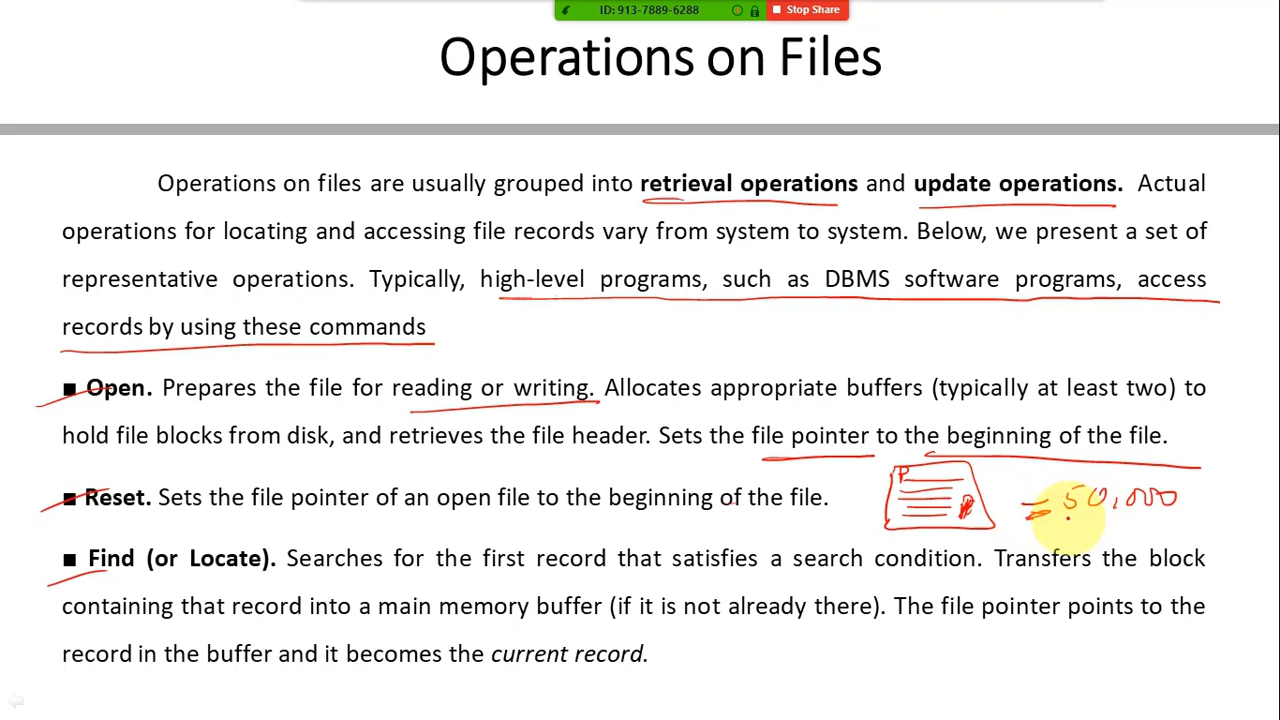 ID: 913-7889-6288 Stop Share
Operations on Files
Operations on files are usually grouped into retrieval operations and update operations. Actual
operations for locating and accessing file records vary from system to system. Below, we present a set of
representative operations. Typically, high-level programs, such as DBMS software programs, access
records by using these commands
■ Open. Prepares the file for reading or writing. Allocates appropriate buffers (typically at least two) to
hold file blocks from disk, and retrieves the file header. Sets the file pointer to the beginning of the file.
P
■ Reset. Sets the file pointer of an open file to the beginning of the file. = 50,000
■ Find (or Locate). Searches for the first record that satisfies a search condition. Transfers the block
containing that record into a main memory buffer (if it is not already there). The file pointer points to the
record in the buffer and it becomes the current record.